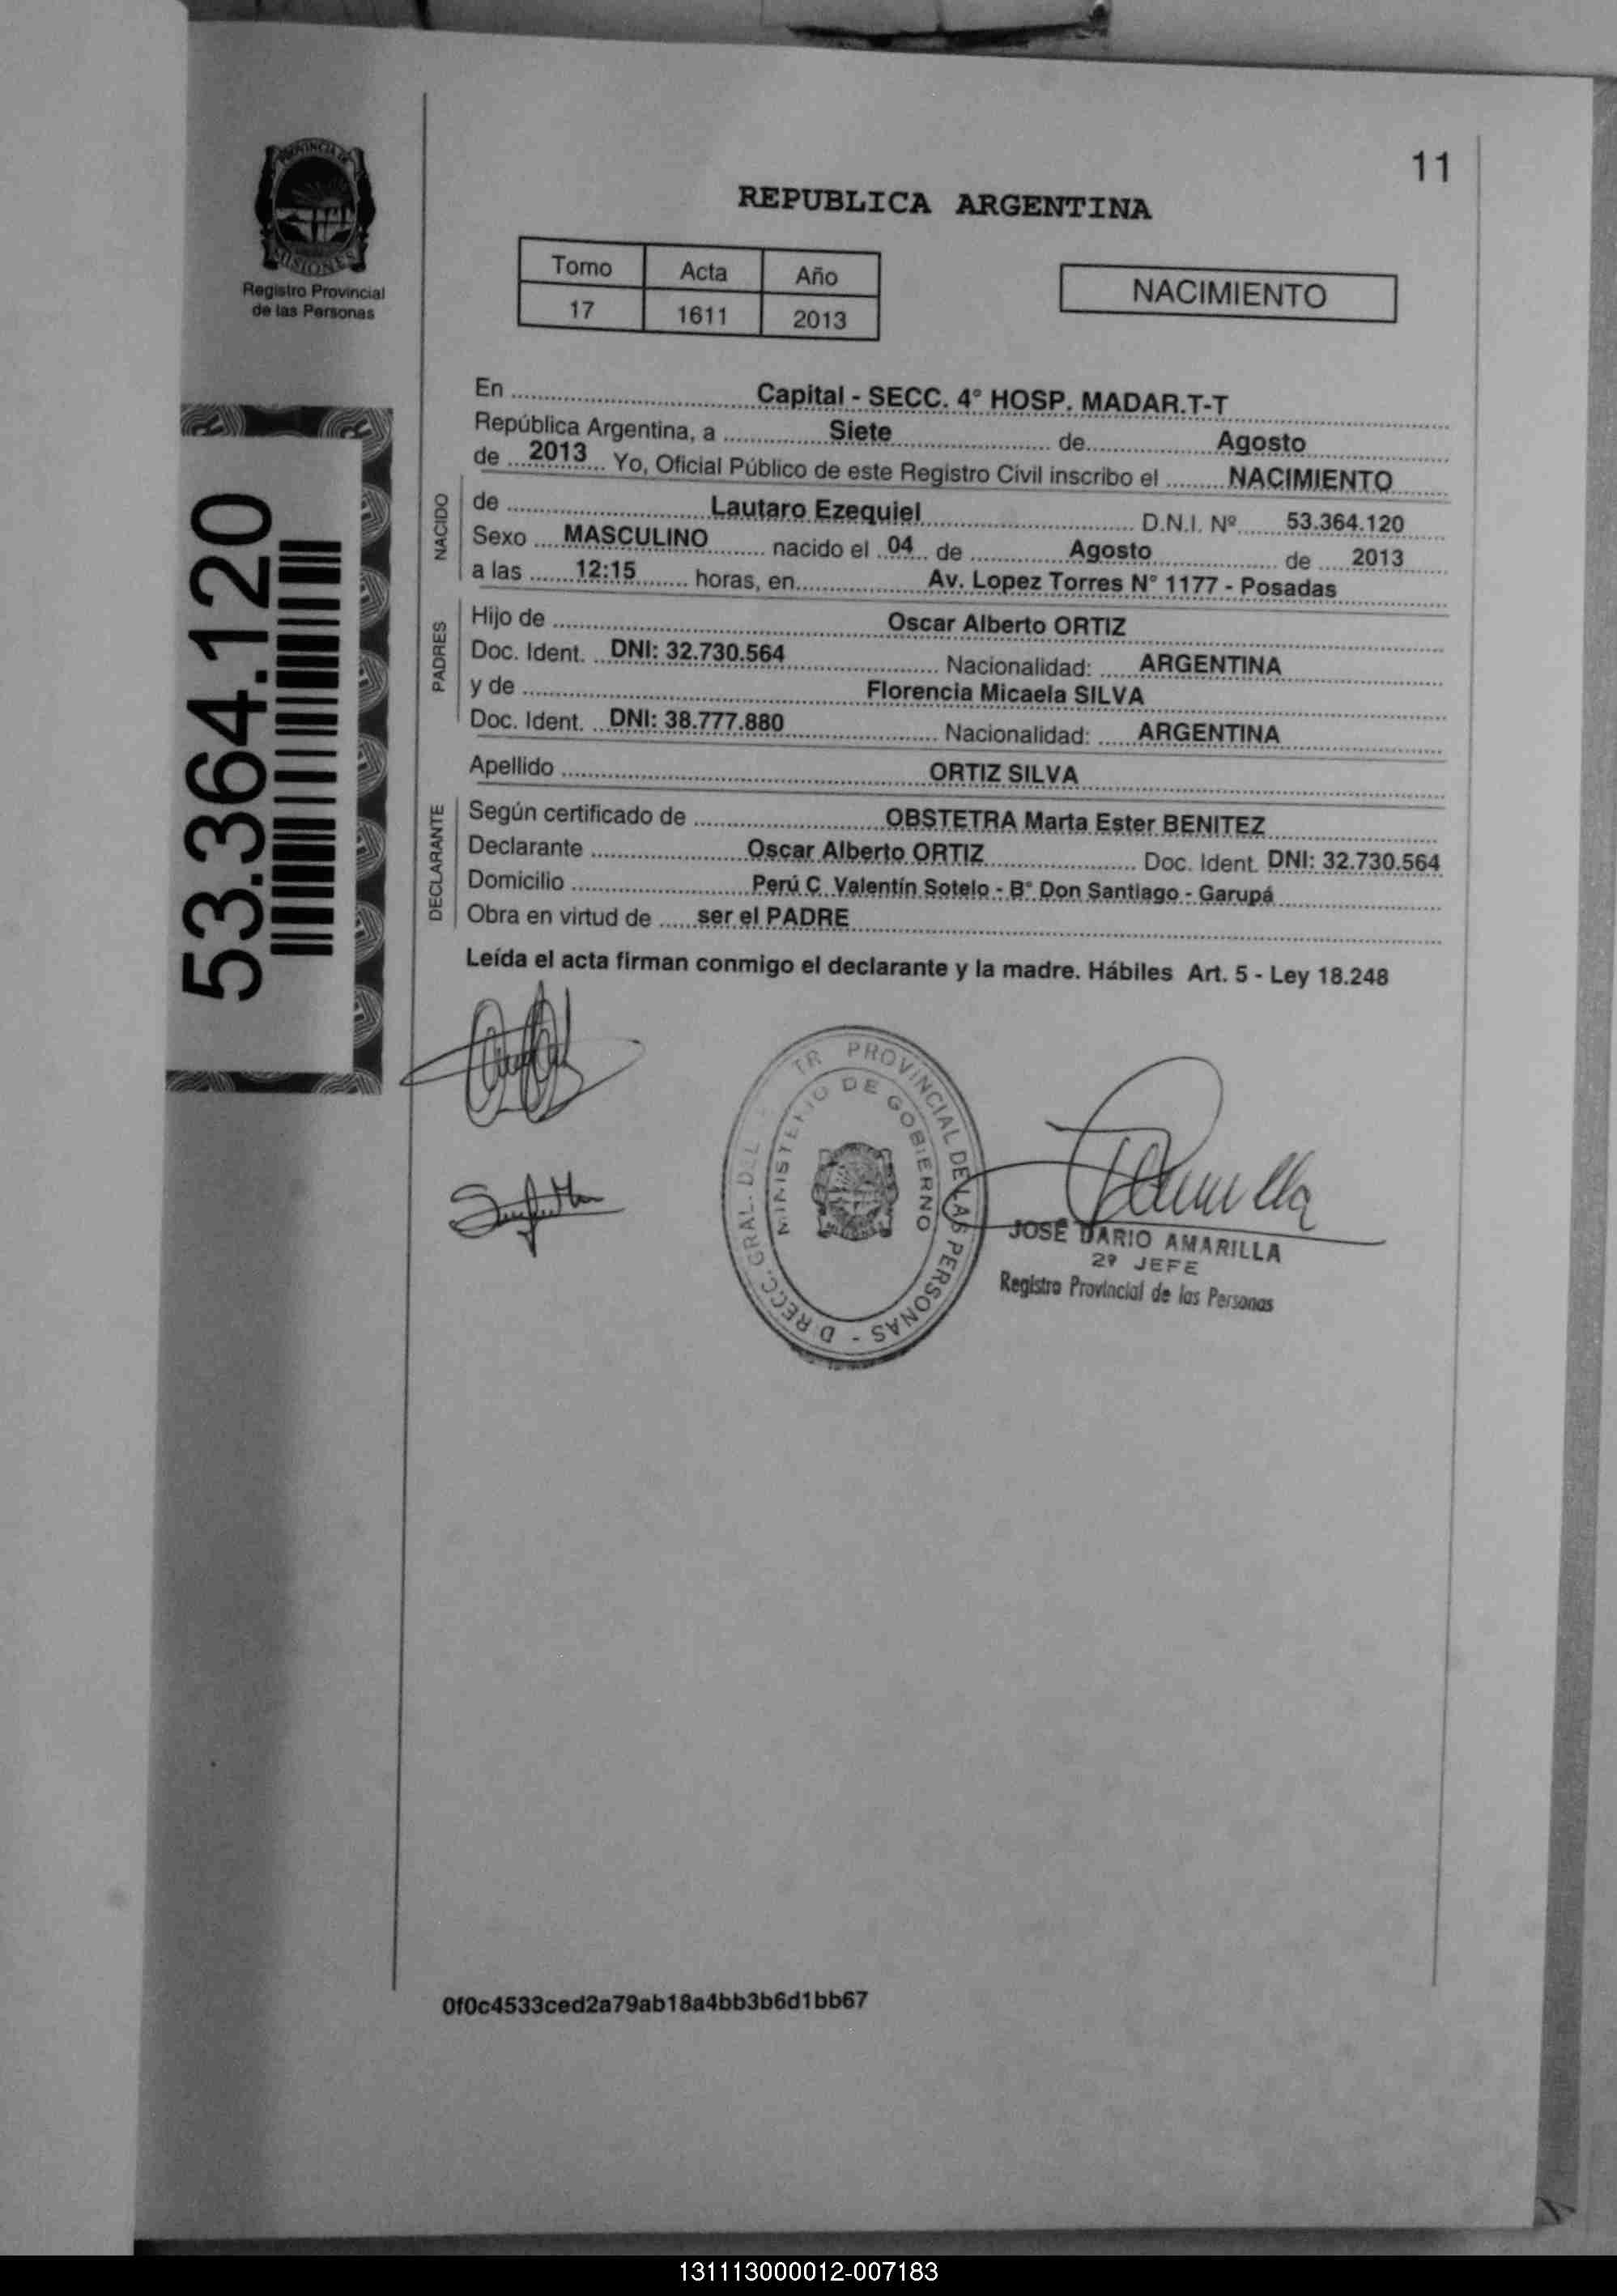 11
REPUBLICA ARGENTINA
PROVINCIA DE
MISIONES
Registro Provincial
de las Personas
Tomo Acta Año
17 1611 2013
NACIMIENTO
En Capital - SECC. 4° HOSP. MADAR.T-T
República Argentina, a Siete de Agosto
de 2013 Yo, Oficial Público de este Registro Civil inscribo el NACIMIENTO
NACIDO
de Lautaro Ezequiel D.N.I. Nº 53.364.120
Sexo MASCULINO nacido el 04 de Agosto de 2013
a las 12:15 horas, en Av. Lopez Torres N° 1177 - Posadas
PADRES
Hijo de Oscar Alberto ORTIZ
Doc. Ident. DNI: 32.730.564 Nacionalidad: ARGENTINA
y de Florencia Micaela SILVA
Doc. Ident. DNI: 38.777.880 Nacionalidad: ARGENTINA
Apellido ORTIZ SILVA
DECLARANTE
Según certificado de OBSTETRA Marta Ester BENITEZ
Declarante Oscar Alberto ORTIZ Doc. Ident. DNI: 32.730.564
Domicilio Perú C. Valentín Sotelo - B° Don Santiago - Garupá
Obra en virtud de ser el PADRE
Leída el acta firman conmigo el declarante y la madre. Hábiles Art. 5 - Ley 18.248
53.364.120
PROVINCIAL DE LAS PERSONAS - DIRECC. GRAL. DEL
MINISTERIO DE GOBIERNO
JOSE DARIO AMARILLA
2º JEFE
Registro Provincial de las Personas
0f0c4533ced2a79ab18a4bb3b6d1bb67
131113000012-007183